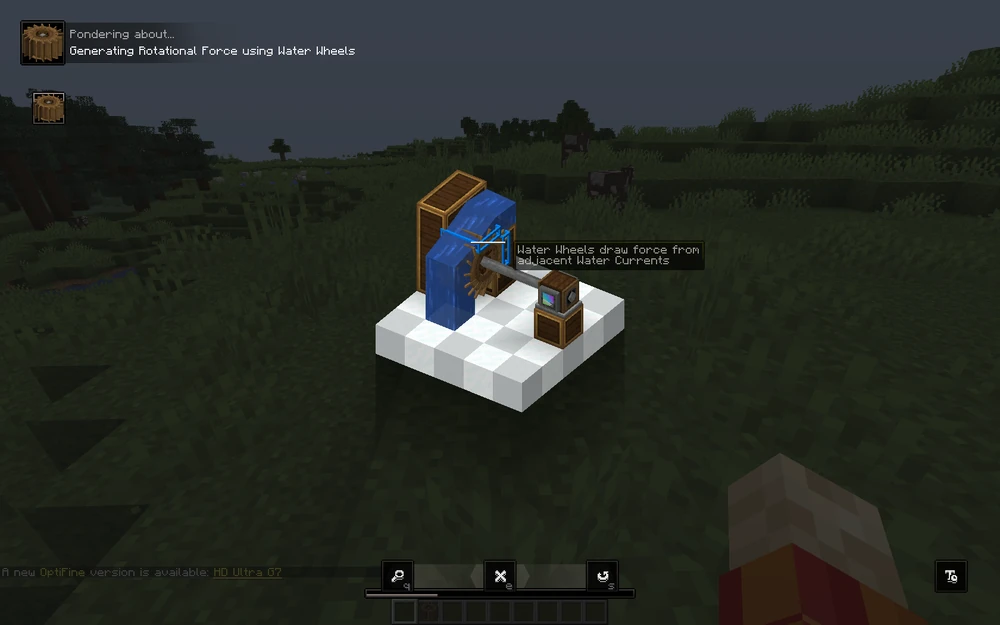 Pondering about...
Generating Rotational Force using Water Wheels
Water Wheels draw force from
adjacent Water Currents
A new OptiFine version is available: HD Ultra G7
q
e
s
T